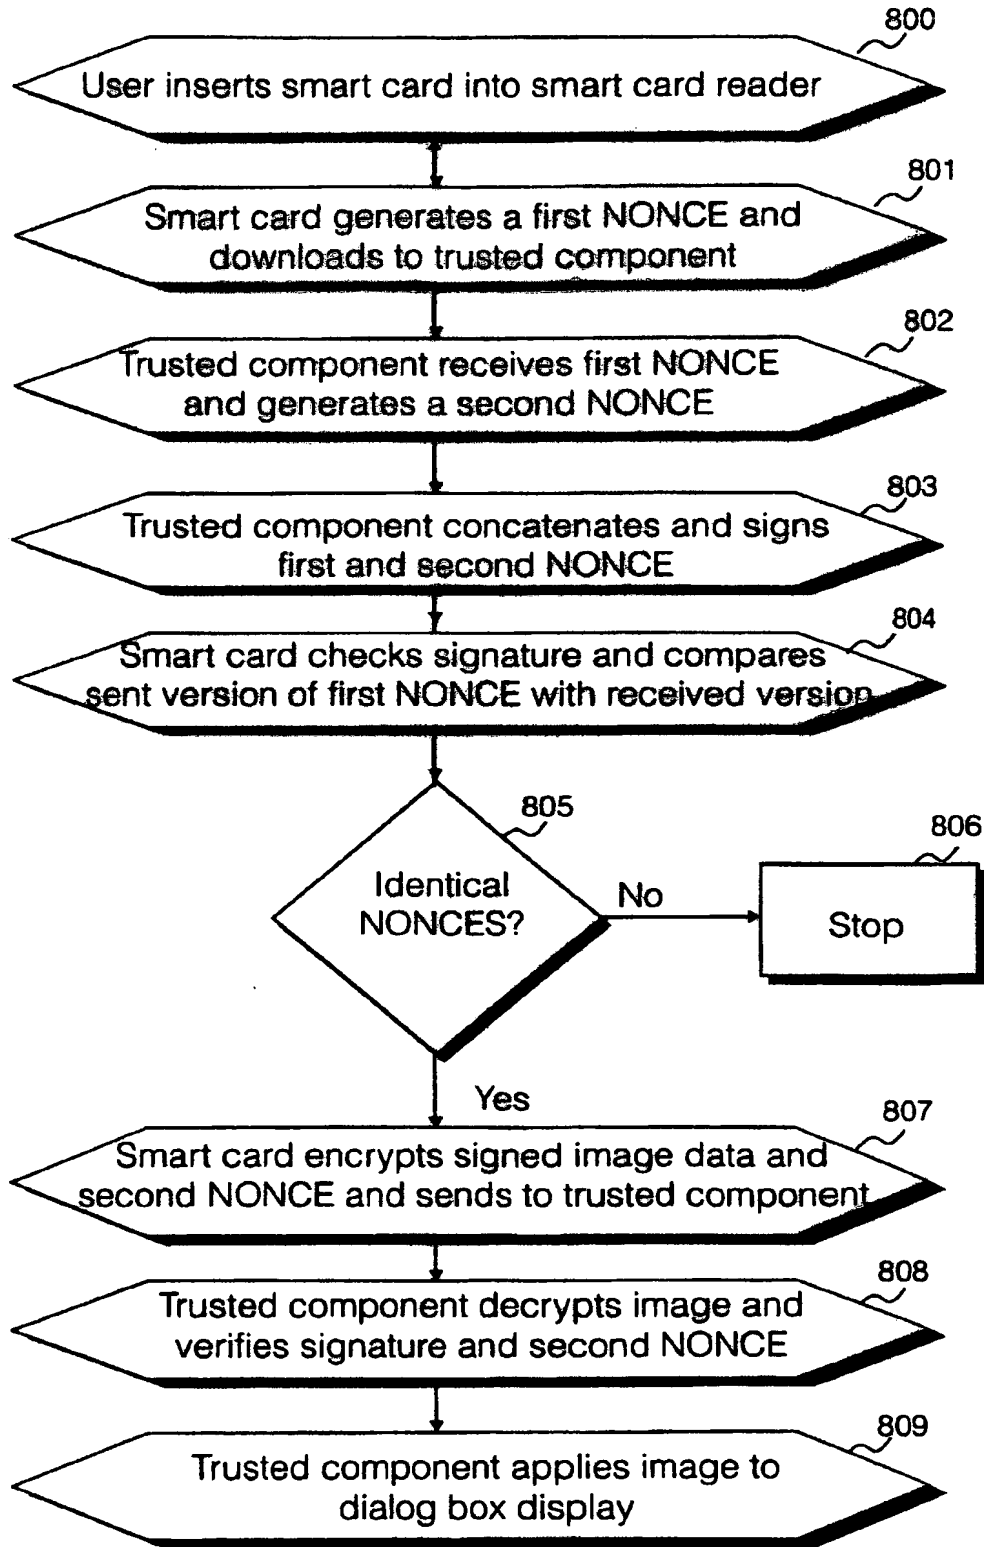 800
User inserts smart card into smart card reader
801
Smart card generates a first NONCE and
downloads to trusted component
802
Trusted component receives first NONCE
and generates a second NONCE
803
Trusted component concatenates and signs
first and second NONCE
804
Smart card checks signature and compares
sent version of first NONCE with received version
805
Identical
NONCES?
No
806
Stop
Yes
807
Smart card encrypts signed image data and
second NONCE and sends to trusted component
808
Trusted component decrypts image and
verifies signature and second NONCE
809
Trusted component applies image to
dialog box display